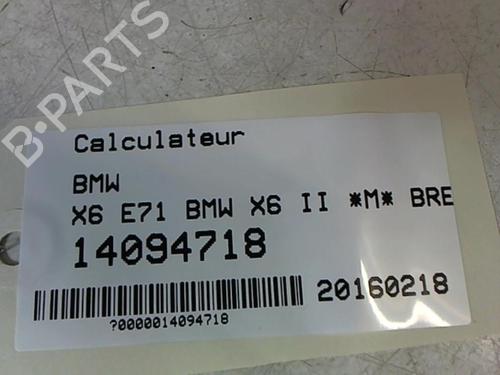 B-PARTS
Calculateur
BMW
X6 E71 BMW X6 II *M* BRE
14094718
20160218
?0000014094718